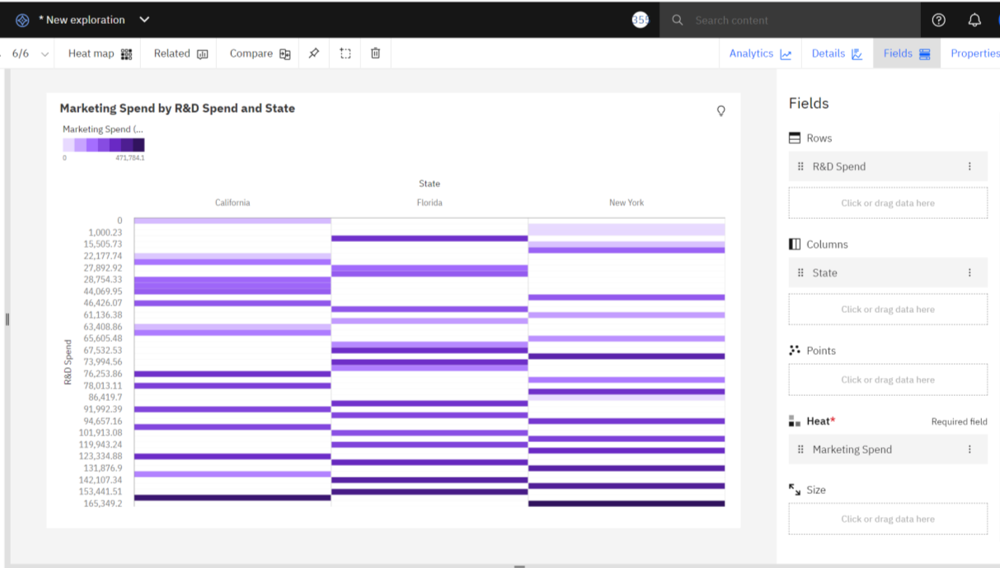 * New exploration
355
Search content
6/6
Heat map
Related
Compare
Analytics
Details
Fields
Properties
Marketing Spend by R&D Spend and State
Marketing Spend (...
0 471,784.1
State
California Florida New York
R&D Spend
0
1,000.23
15,505.73
22,177.74
27,892.92
28,754.33
44,069.95
46,426.07
61,136.38
63,408.86
65,605.48
67,532.53
73,994.56
76,253.86
78,013.11
86,419.7
91,992.39
94,657.16
101,913.08
119,943.24
123,334.88
131,876.9
142,107.34
153,441.51
165,349.2
Fields
Rows
R&D Spend
Click or drag data here
Columns
State
Click or drag data here
Points
Click or drag data here
Heat* Required field
Marketing Spend
Size
Click or drag data here